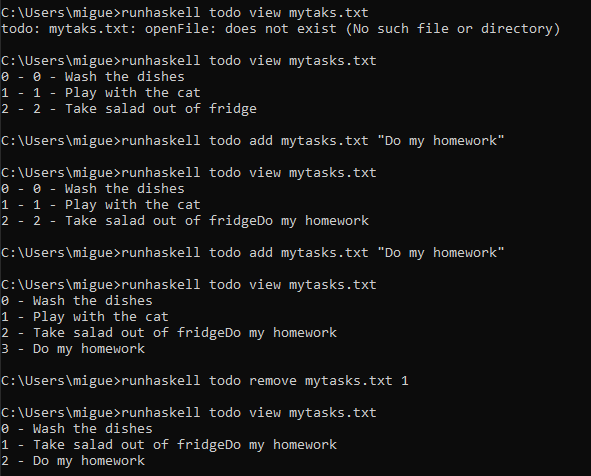 C:\Users\migue>runhaskell todo view mytaks.txt
todo: mytaks.txt: openFile: does not exist (No such file or directory)
C:\Users\migue>runhaskell todo view mytasks.txt
0 - 0 - Wash the dishes
1 - 1 - Play with the cat
2 - 2 - Take salad out of fridge
C:\Users\migue>runhaskell todo add mytasks.txt "Do my homework"
C:\Users\migue>runhaskell todo view mytasks.txt
0 - 0 - Wash the dishes
1 - 1 - Play with the cat
2 - 2 - Take salad out of fridgeDo my homework
C:\Users\migue>runhaskell todo add mytasks.txt "Do my homework"
C:\Users\migue>runhaskell todo view mytasks.txt
0 - Wash the dishes
1 - Play with the cat
2 - Take salad out of fridgeDo my homework
3 - Do my homework
C:\Users\migue>runhaskell todo remove mytasks.txt 1
C:\Users\migue>runhaskell todo view mytasks.txt
0 - Wash the dishes
1 - Take salad out of fridgeDo my homework
2 - Do my homework